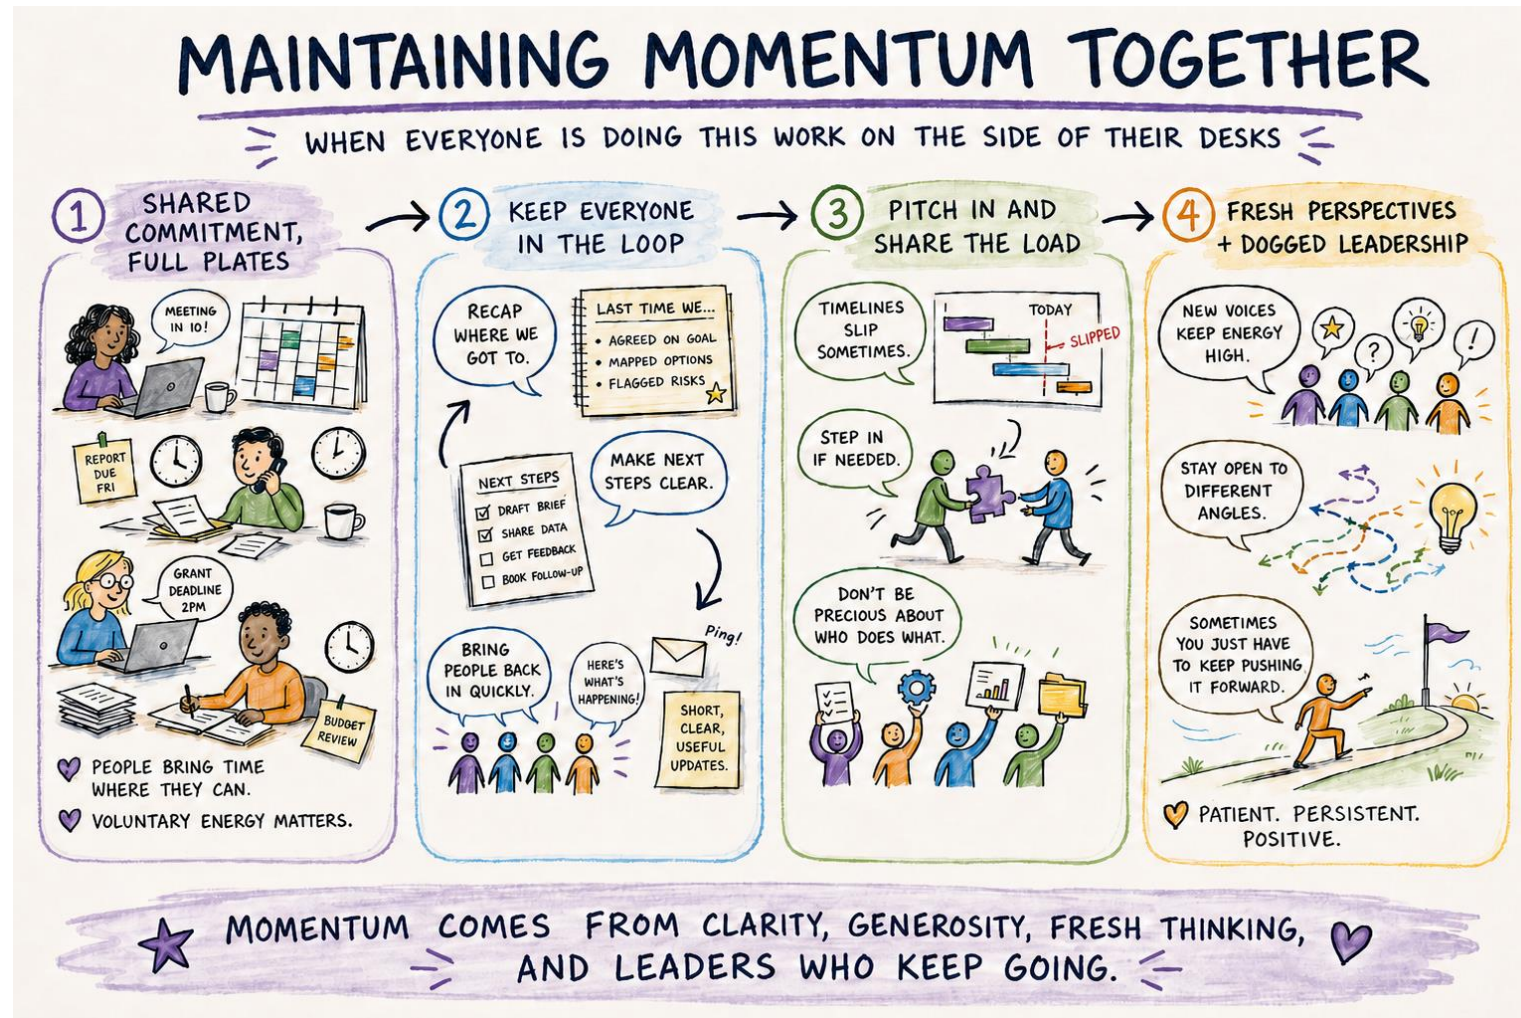 MAINTAINING MOMENTUM TOGETHER
WHEN EVERYONE IS DOING THIS WORK ON THE SIDE OF THEIR DESKS
1
SHARED
COMMITMENT,
FULL PLATES
MEETING
IN 10!
REPORT
DUE
FRI
GRANT
DEADLINE
2PM
BUDGET
REVIEW
PEOPLE BRING TIME
WHERE THEY CAN.
VOLUNTARY ENERGY MATTERS.
2
KEEP EVERYONE
IN THE LOOP
RECAP
WHERE WE
GOT TO.
LAST TIME WE...
• AGREED ON GOAL
• MAPPED OPTIONS
• FLAGGED RISKS
MAKE NEXT
STEPS CLEAR.
NEXT STEPS
DRAFT BRIEF
SHARE DATA
GET FEEDBACK
BOOK FOLLOW-UP
BRING
PEOPLE BACK
IN QUICKLY.
HERE'S
WHAT'S
HAPPENING!
Ping!
SHORT,
CLEAR,
USEFUL
UPDATES.
3
PITCH IN AND
SHARE THE LOAD
TIMELINES
SLIP
SOMETIMES.
TODAY
SLIPPED
STEP IN
IF NEEDED.
DON'T BE
PRECIOUS ABOUT
WHO DOES WHAT.
4
FRESH PERSPECTIVES
+ DOGGED LEADERSHIP
NEW VOICES
KEEP ENERGY
HIGH.
?
!
STAY OPEN TO
DIFFERENT
ANGLES.
SOMETIMES
YOU JUST HAVE
TO KEEP PUSHING
IT FORWARD.
PATIENT. PERSISTENT.
POSITIVE.
MOMENTUM COMES FROM CLARITY, GENEROSITY, FRESH THINKING,
AND LEADERS WHO KEEP GOING.